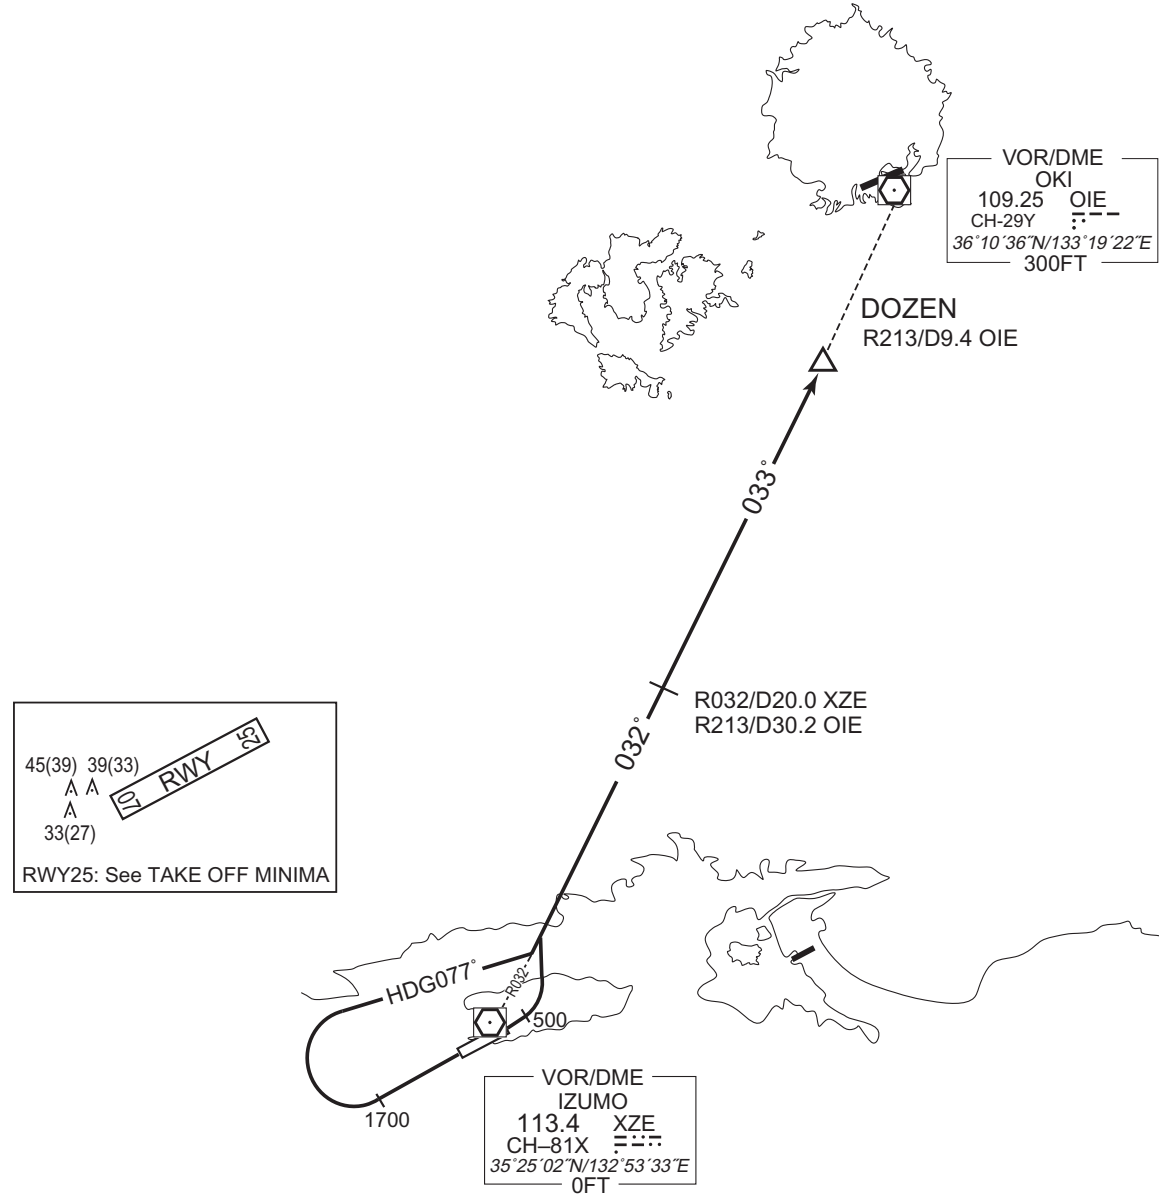 VOR/DME
OKI
109.25 OIE
CH-29Y
36°10´36˝N/133°19´22˝E
300FT
DOZEN
R213/D9.4 OIE
033°
R032/D20.0 XZE
R213/D30.2 OIE
032°
45(39) 39(33)
33(27)
07 RWY 25
RWY25: See TAKE OFF MINIMA
HDG077°
R032
500
1700
VOR/DME
IZUMO
113.4 XZE
CH–81X
35°25´02˝N/132°53´33˝E
0FT